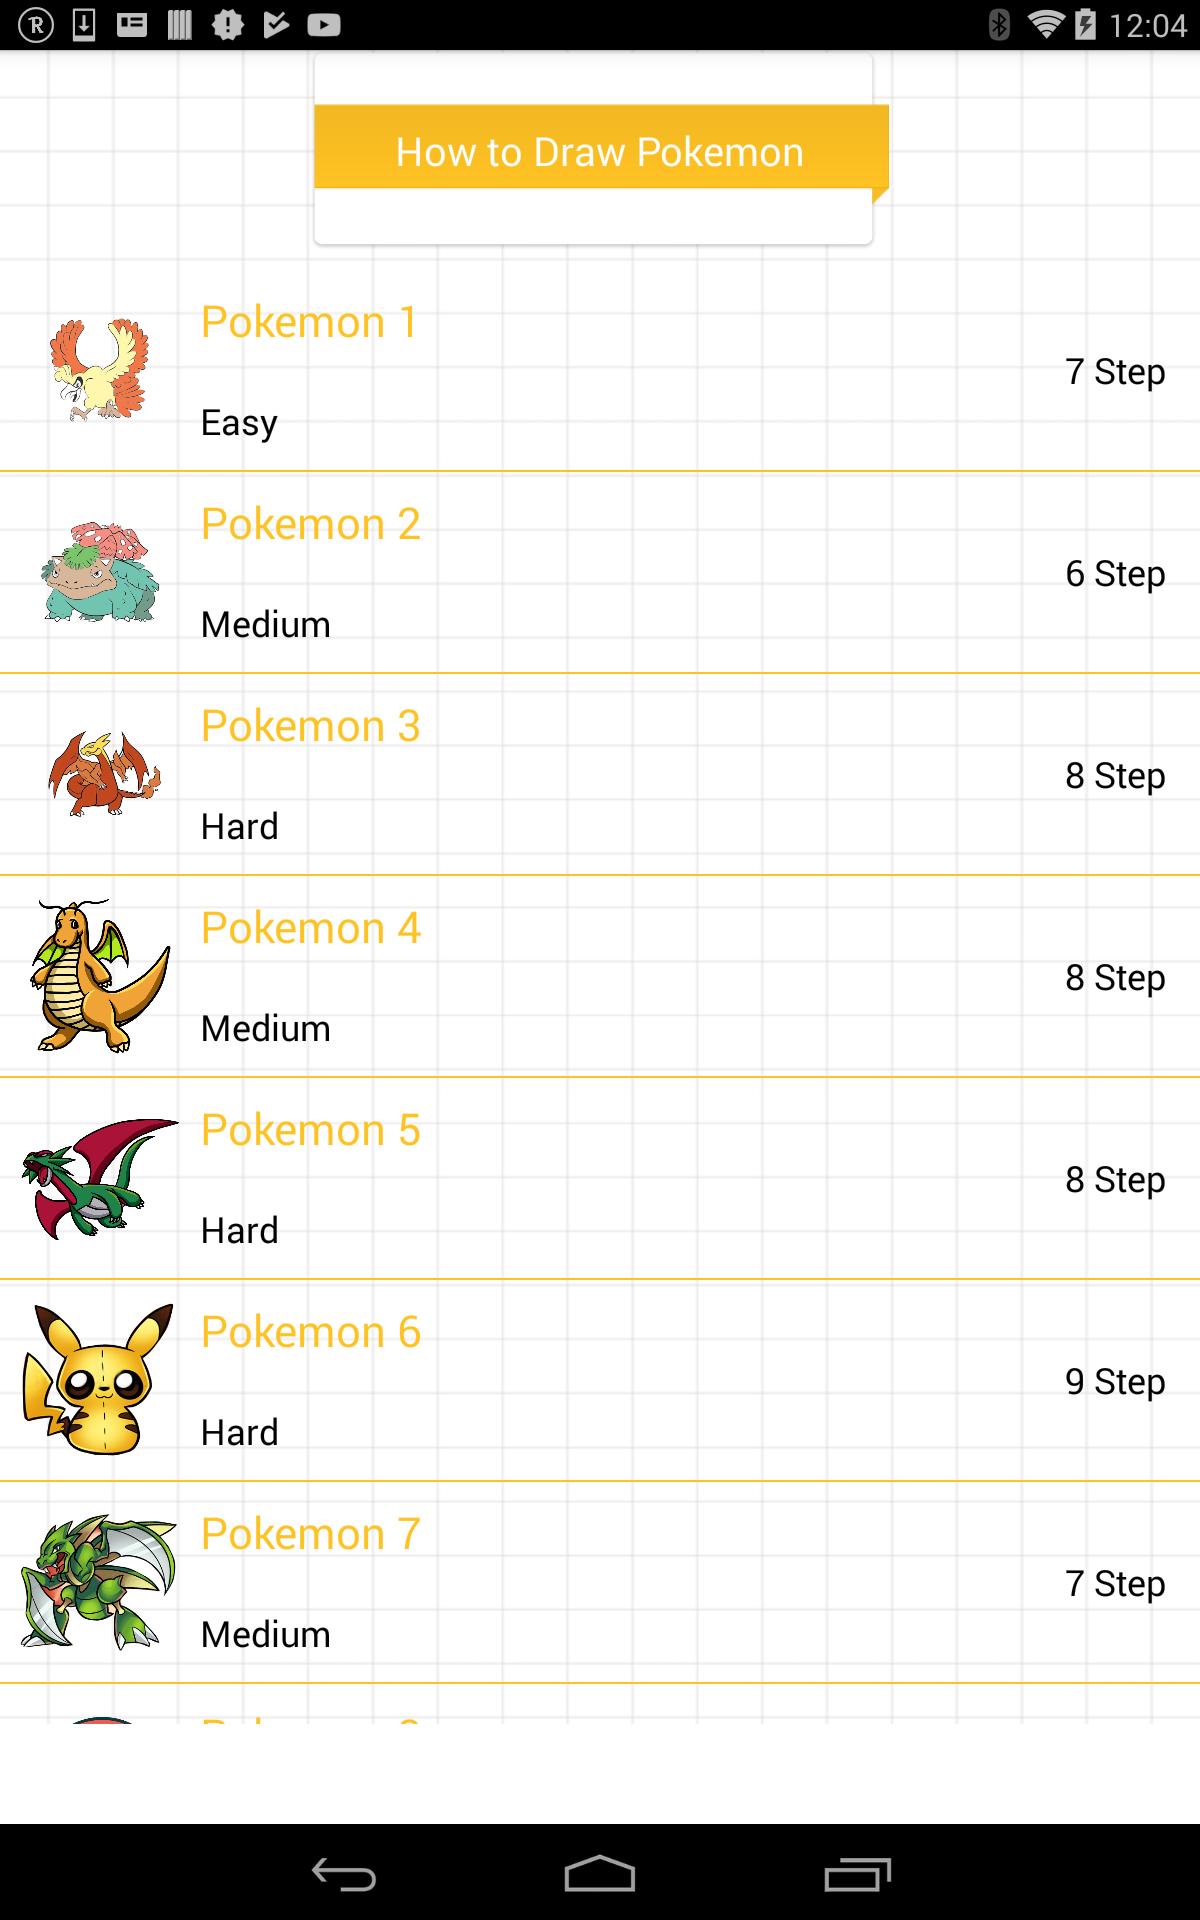 12:04
How to Draw Pokemon
Pokemon 1
7 Step
Easy
Pokemon 2
6 Step
Medium
Pokemon 3
8 Step
Hard
Pokemon 4
8 Step
Medium
Pokemon 5
8 Step
Hard
Pokemon 6
9 Step
Hard
Pokemon 7
7 Step
Medium